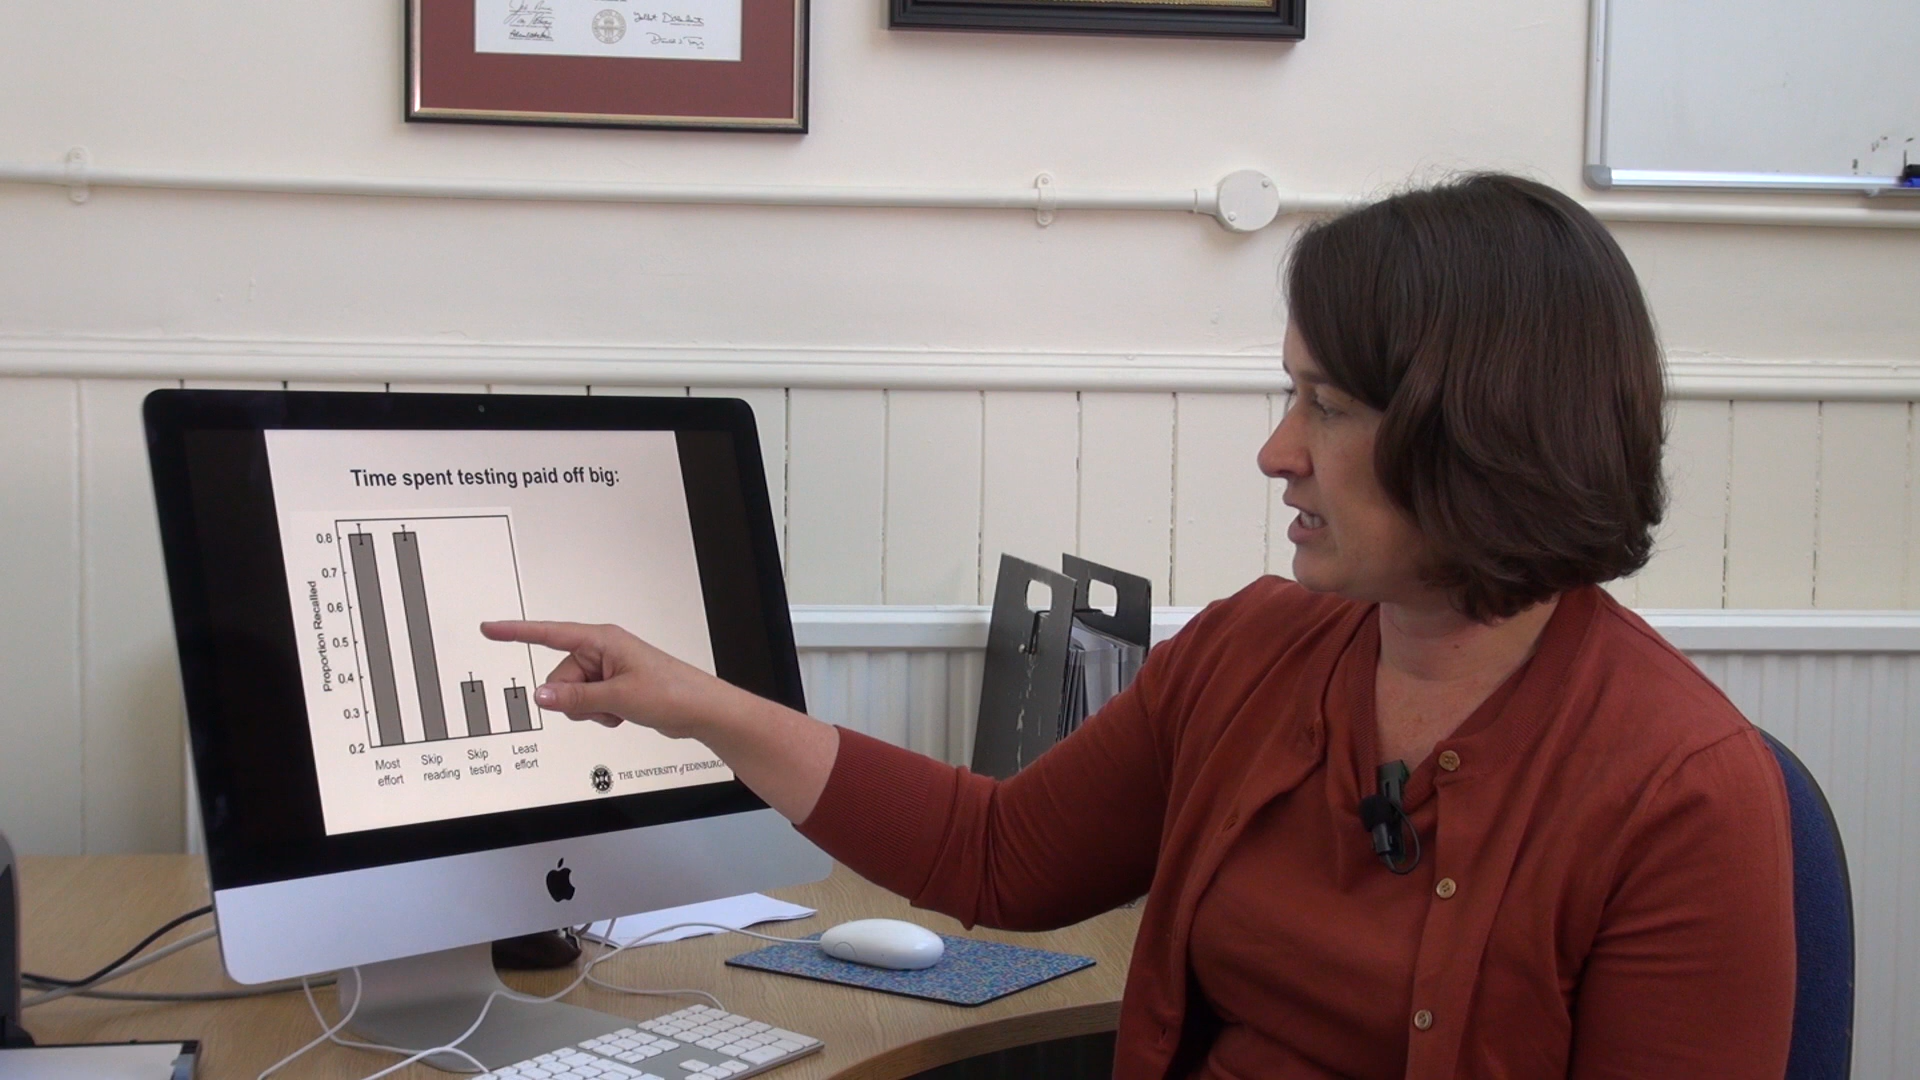 Time spent testing paid off big:
Proportion Recalled
0.8
0.7
0.6
0.5
0.4
0.3
0.2
Most
effort
Skip
reading
Skip
testing
Least
effort
THE UNIVERSITY of EDINBURGH